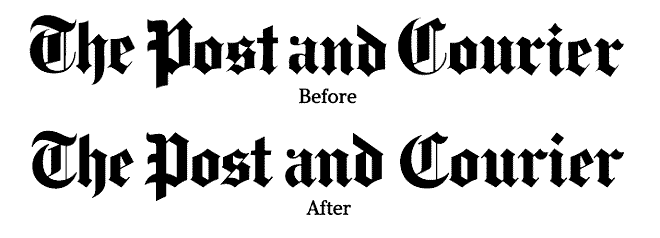 The Post and Courier
Before
The Post and Courier
After